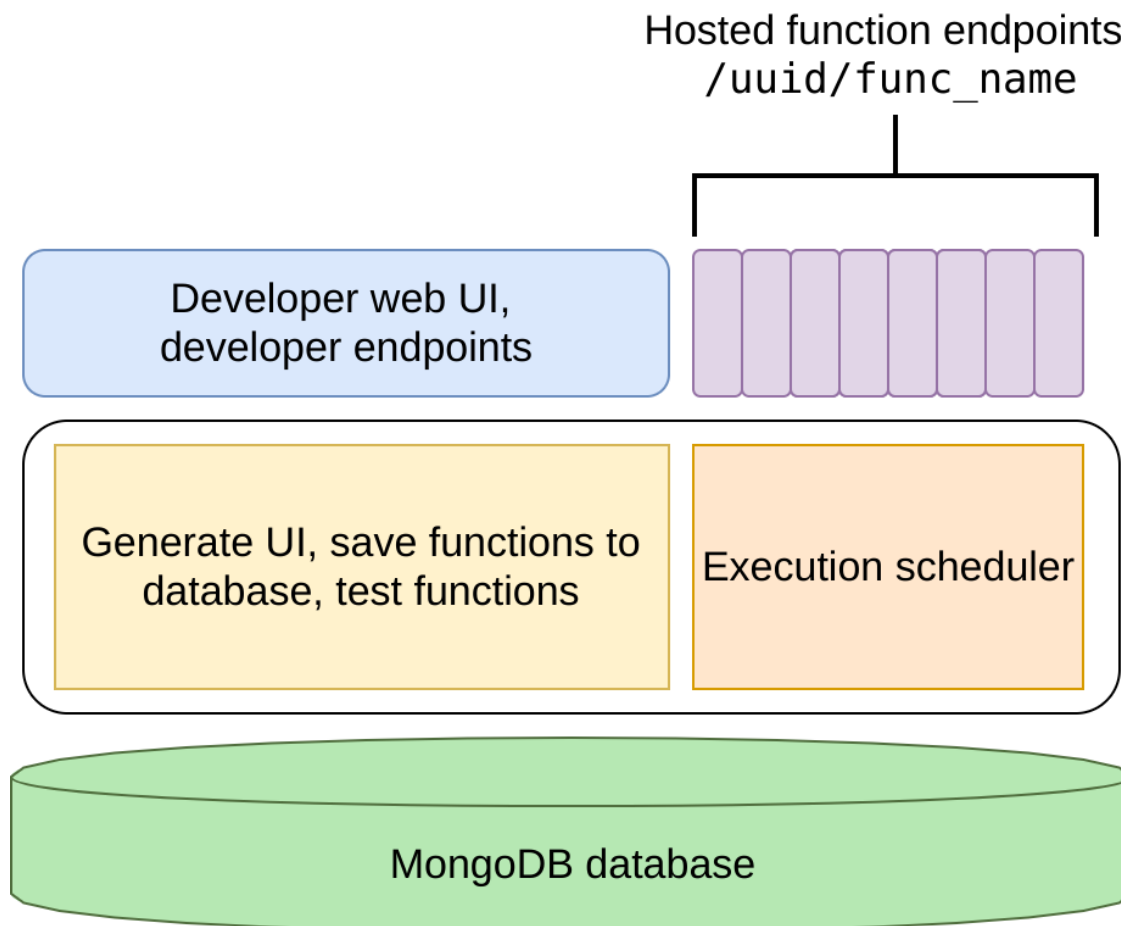 Hosted function endpoints
/uuid/func_name
Developer web UI,
developer endpoints
Generate UI, save functions to
database, test functions
Execution scheduler
MongoDB database